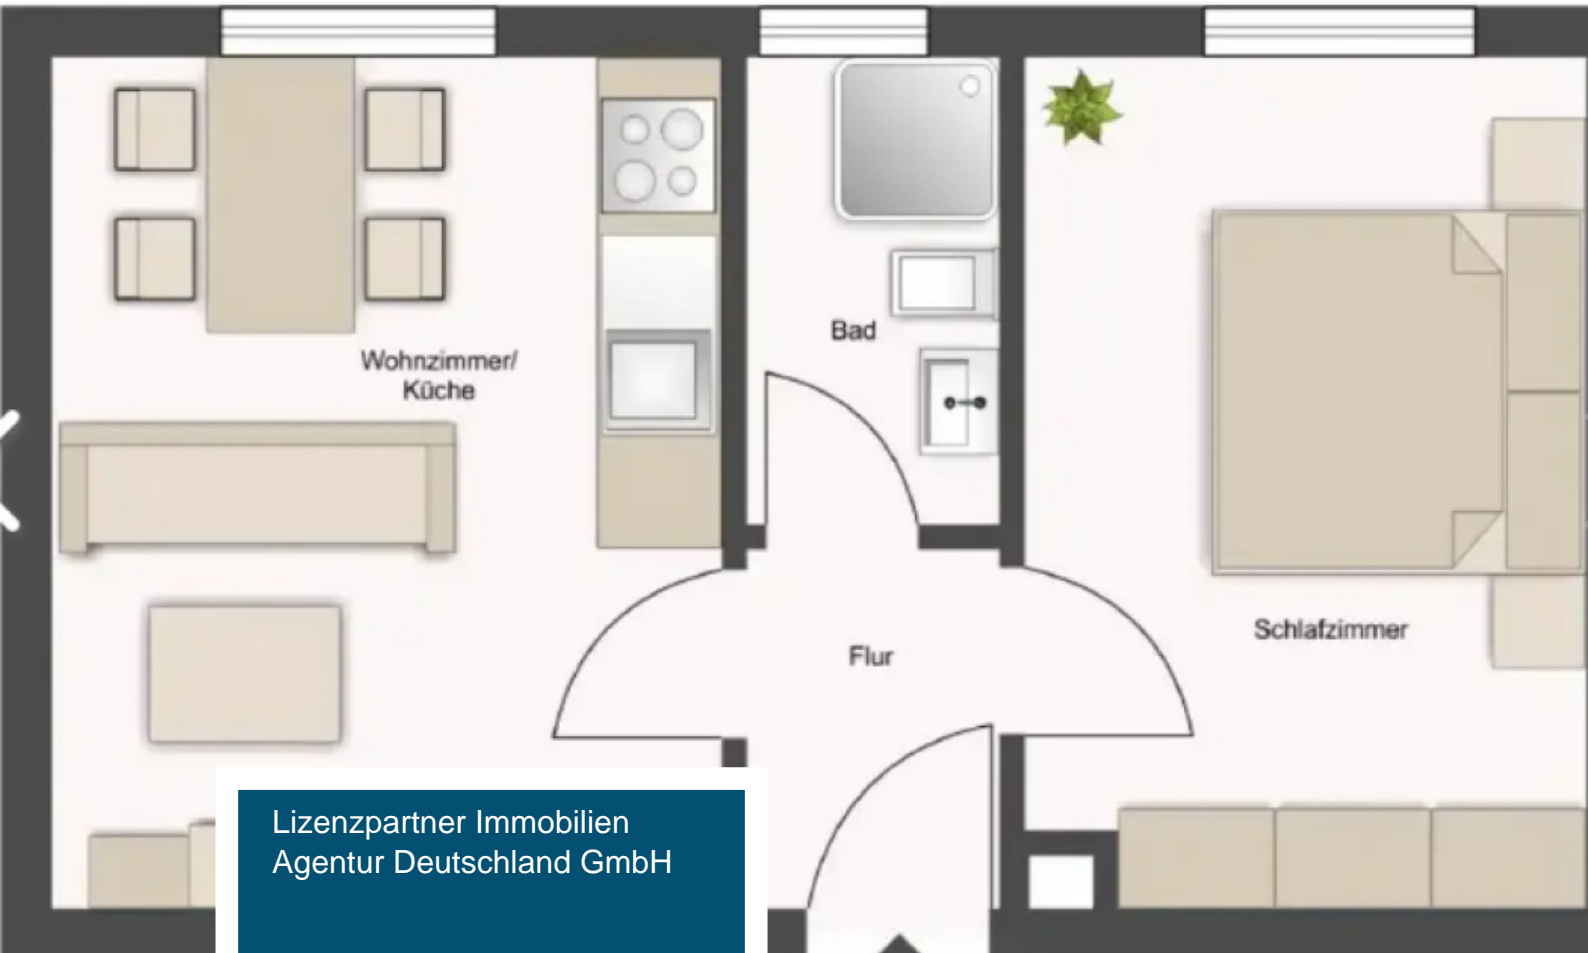 Wohnzimmer/
Küche
Bad
Flur
Schlafzimmer
Lizenzpartner Immobilien
Agentur Deutschland GmbH